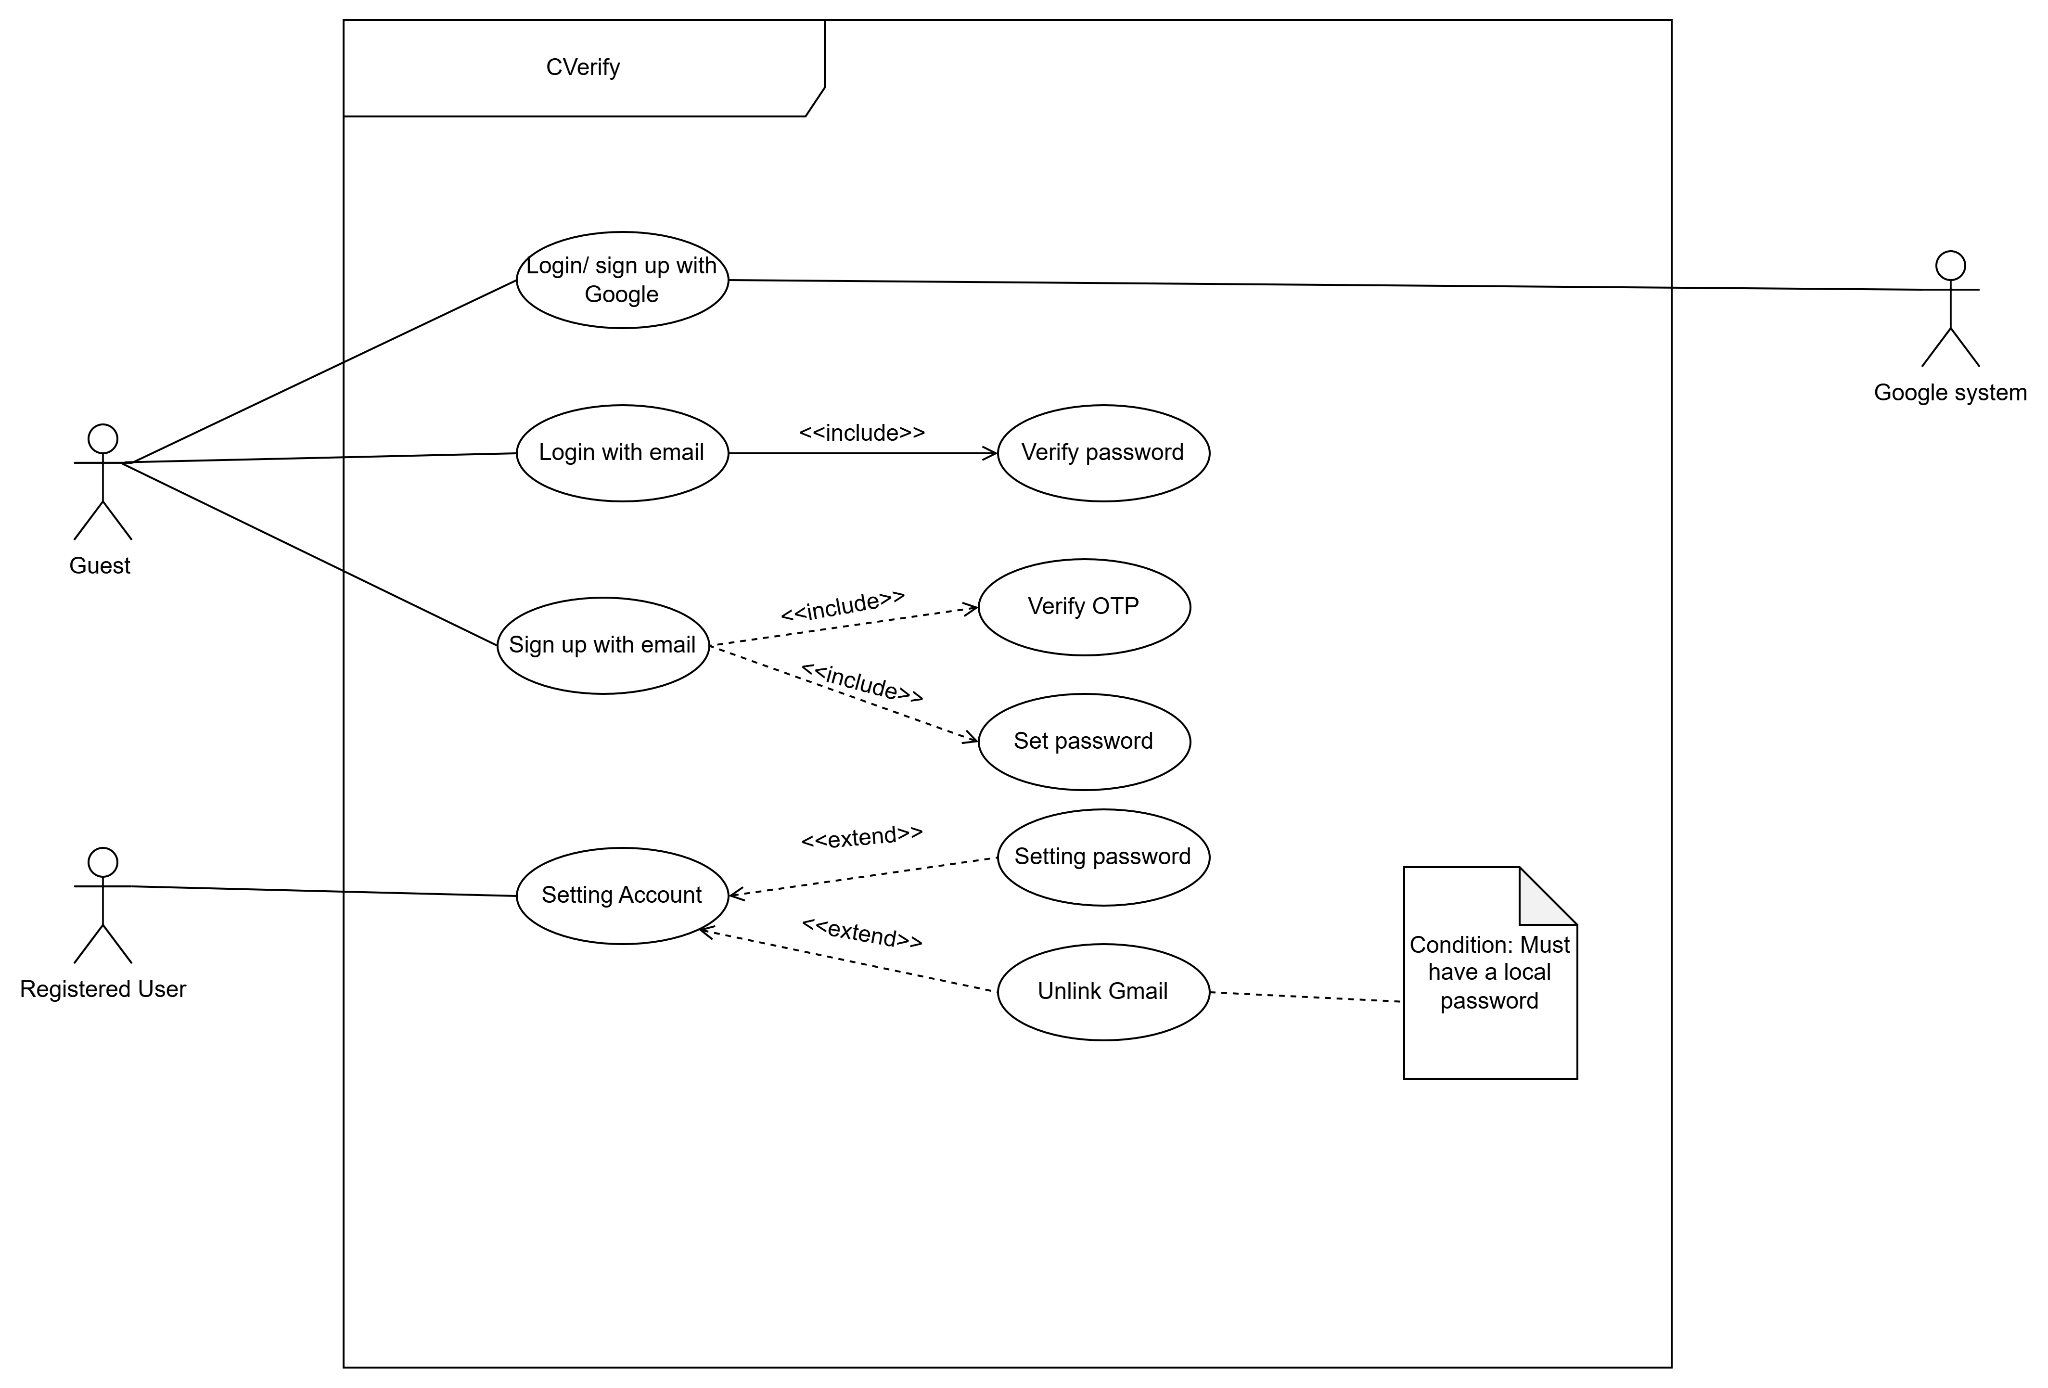 CVerify
Login/ sign up with
Google
Google system
Login with email
<<include>>
Verify password
Guest
Sign up with email
<<include>>
Verify OTP
<<include>>
Set password
Registered User
Setting Account
<<extend>>
Setting password
<<extend>>
Unlink Gmail
Condition: Must
have a local
password